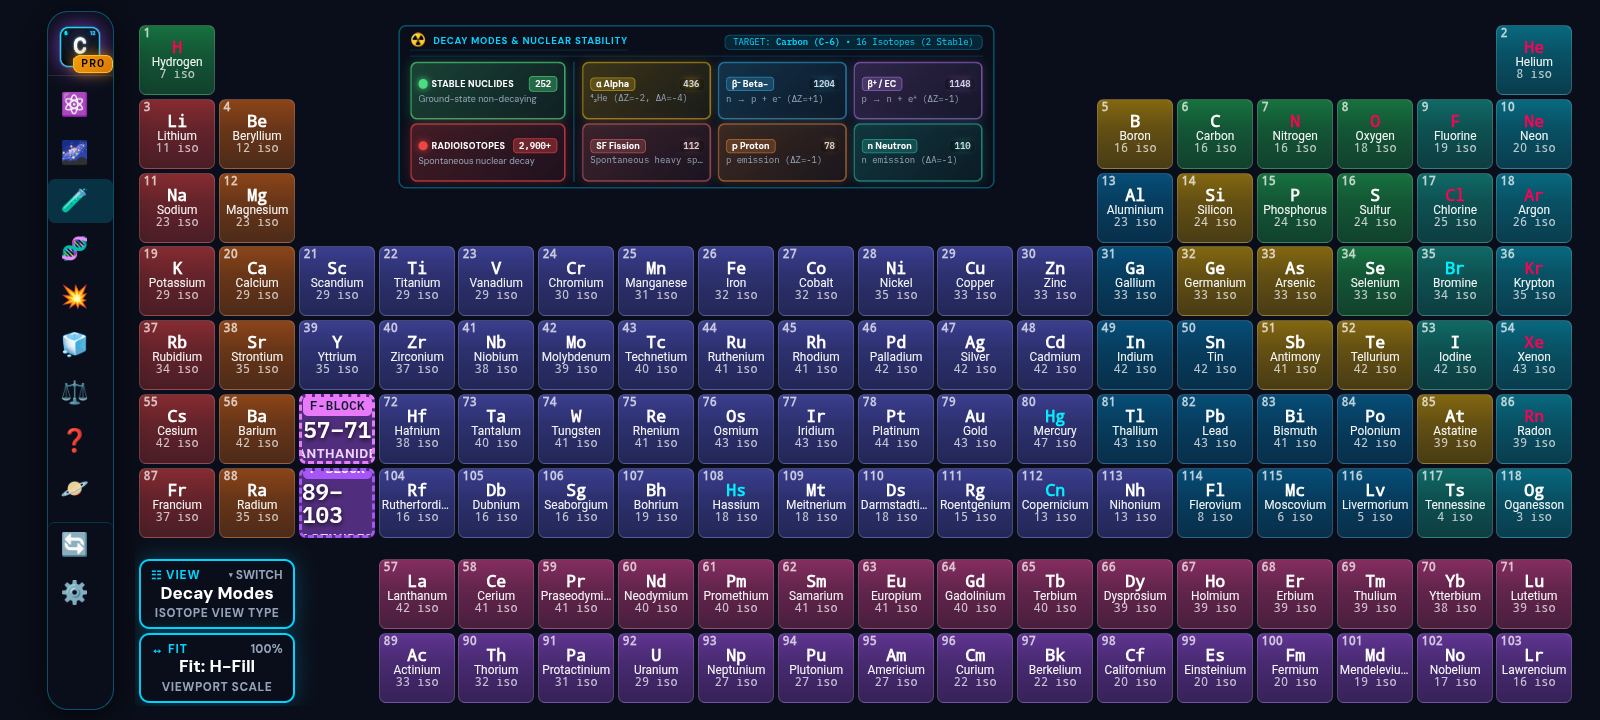 C
PRO
☢ DECAY MODES & NUCLEAR STABILITY
TARGET: Carbon (C-6) • 16 Isotopes (2 Stable)
STABLE NUCLIDES 252
Ground-state non-decaying
α Alpha 436
⁴₂He (ΔZ=-2, ΔA=-4)
β⁻ Beta- 1204
n → p + e⁻ (ΔZ=+1)
β⁺ / EC 1148
p → n + e⁺ (ΔZ=-1)
RADIOISOTOPES 2,900+
Spontaneous nuclear decay
SF Fission 112
Spontaneous heavy sp…
p Proton 78
p emission (ΔZ=-1)
n Neutron 110
n emission (ΔA=-1)
1 2
H He
Hydrogen Helium
7 iso 8 iso
3 4 5 6 7 8 9 10
Li Be B C N O F Ne
Lithium Beryllium Boron Carbon Nitrogen Oxygen Fluorine Neon
11 iso 12 iso 16 iso 16 iso 16 iso 18 iso 19 iso 20 iso
11 12 13 14 15 16 17 18
Na Mg Al Si P S Cl Ar
Sodium Magnesium Aluminium Silicon Phosphorus Sulfur Chlorine Argon
23 iso 23 iso 23 iso 24 iso 24 iso 24 iso 25 iso 26 iso
19 20 21 22 23 24 25 26 27 28 29 30 31 32 33 34 35 36
K Ca Sc Ti V Cr Mn Fe Co Ni Cu Zn Ga Ge As Se Br Kr
Potassium Calcium Scandium Titanium Vanadium Chromium Manganese Iron Cobalt Nickel Copper Zinc Gallium Germanium Arsenic Selenium Bromine Krypton
29 iso 29 iso 29 iso 29 iso 29 iso 30 iso 31 iso 32 iso 32 iso 35 iso 33 iso 33 iso 33 iso 33 iso 33 iso 33 iso 34 iso 35 iso
37 38 39 40 41 42 43 44 45 46 47 48 49 50 51 52 53 54
Rb Sr Y Zr Nb Mo Tc Ru Rh Pd Ag Cd In Sn Sb Te I Xe
Rubidium Strontium Yttrium Zirconium Niobium Molybdenum Technetium Ruthenium Rhodium Palladium Silver Cadmium Indium Tin Antimony Tellurium Iodine Xenon
34 iso 35 iso 35 iso 37 iso 38 iso 39 iso 40 iso 41 iso 41 iso 42 iso 42 iso 42 iso 42 iso 42 iso 41 iso 42 iso 42 iso 43 iso
55 56 F-BLOCK 72 73 74 75 76 77 78 79 80 81 82 83 84 85 86
Cs Ba 57–71 Hf Ta W Re Os Ir Pt Au Hg Tl Pb Bi Po At Rn
Cesium Barium ANTHANIDE Hafnium Tantalum Tungsten Rhenium Osmium Iridium Platinum Gold Mercury Thallium Lead Bismuth Polonium Astatine Radon
42 iso 42 iso 38 iso 40 iso 41 iso 41 iso 43 iso 43 iso 44 iso 43 iso 47 iso 43 iso 43 iso 41 iso 42 iso 39 iso 39 iso
87 88 89–103 104 105 106 107 108 109 110 111 112 113 114 115 116 117 118
Fr Ra Rf Db Sg Bh Hs Mt Ds Rg Cn Nh Fl Mc Lv Ts Og
Francium Radium Rutherfordi… Dubnium Seaborgium Bohrium Hassium Meitnerium Darmstadti… Roentgenium Copernicium Nihonium Flerovium Moscovium Livermorium Tennessine Oganesson
37 iso 35 iso 16 iso 16 iso 16 iso 19 iso 18 iso 18 iso 18 iso 15 iso 13 iso 13 iso 8 iso 6 iso 5 iso 4 iso 3 iso
☷ VIEW ▾ SWITCH
Decay Modes
ISOTOPE VIEW TYPE
57 58 59 60 61 62 63 64 65 66 67 68 69 70 71
La Ce Pr Nd Pm Sm Eu Gd Tb Dy Ho Er Tm Yb Lu
Lanthanum Cerium Praseodymi… Neodymium Promethium Samarium Europium Gadolinium Terbium Dysprosium Holmium Erbium Thulium Ytterbium Lutetium
42 iso 41 iso 41 iso 40 iso 40 iso 41 iso 41 iso 40 iso 40 iso 39 iso 39 iso 39 iso 39 iso 38 iso 39 iso
↔ FIT 100%
Fit: H-Fill
VIEWPORT SCALE
89 90 91 92 93 94 95 96 97 98 99 100 101 102 103
Ac Th Pa U Np Pu Am Cm Bk Cf Es Fm Md No Lr
Actinium Thorium Protactinium Uranium Neptunium Plutonium Americium Curium Berkelium Californium Einsteinium Fermium Mendeleviu… Nobelium Lawrencium
33 iso 32 iso 31 iso 29 iso 27 iso 27 iso 27 iso 22 iso 22 iso 20 iso 20 iso 20 iso 19 iso 17 iso 16 iso